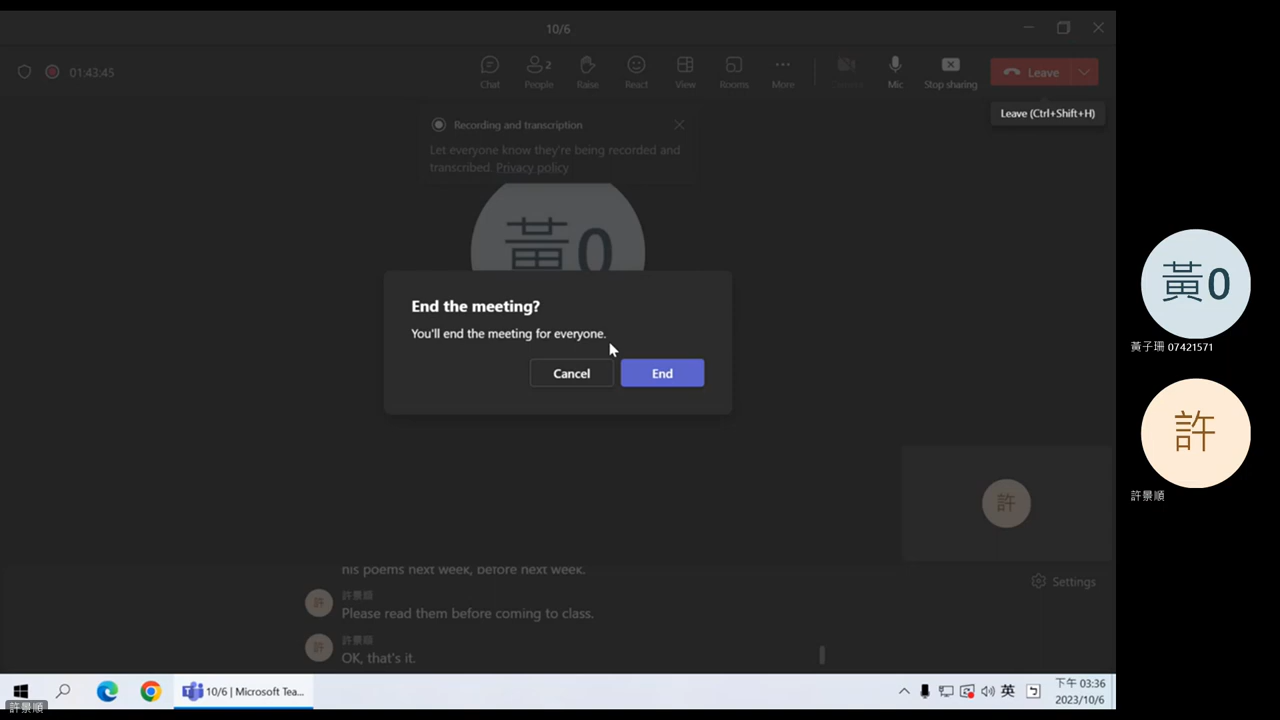 10/6
01:43:45
Chat
2
People
Raise
React
View
Rooms
More
Camera
Mic
Stop sharing
Leave
Leave (Ctrl+Shift+H)
Recording and transcription
Let everyone know they're being recorded and
transcribed. Privacy policy
黃0
End the meeting?
You'll end the meeting for everyone.
Cancel
End
黃0
黃子珊 07421571
許
許景順
許
his poems next week, before next week.
Settings
許
許景順
Please read them before coming to class.
許
許景順
OK, that's it.
10/6 | Microsoft Tea...
英
ㄅ
下午 03:36
2023/10/6
許景順